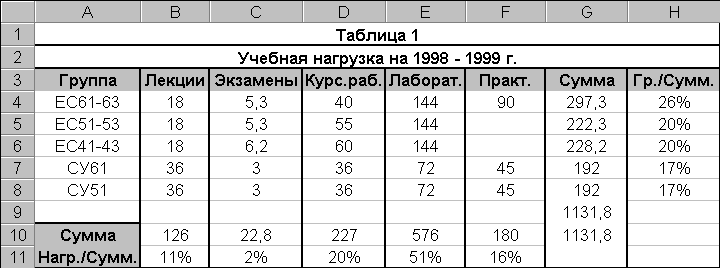 A B C D E F G H
1 Таблица 1
2 Учебная нагрузка на 1998 - 1999 г.
3 Группа Лекции Экзамены Курс.раб. Лаборат. Практ. Сумма Гр./Сумм.
4 ЕС61-63 18 5,3 40 144 90 297,3 26%
5 ЕС51-53 18 5,3 55 144 222,3 20%
6 ЕС41-43 18 6,2 60 144 228,2 20%
7 СУ61 36 3 36 72 45 192 17%
8 СУ51 36 3 36 72 45 192 17%
9 1131,8
10 Сумма 126 22,8 227 576 180 1131,8
11 Нагр./Сумм. 11% 2% 20% 51% 16%